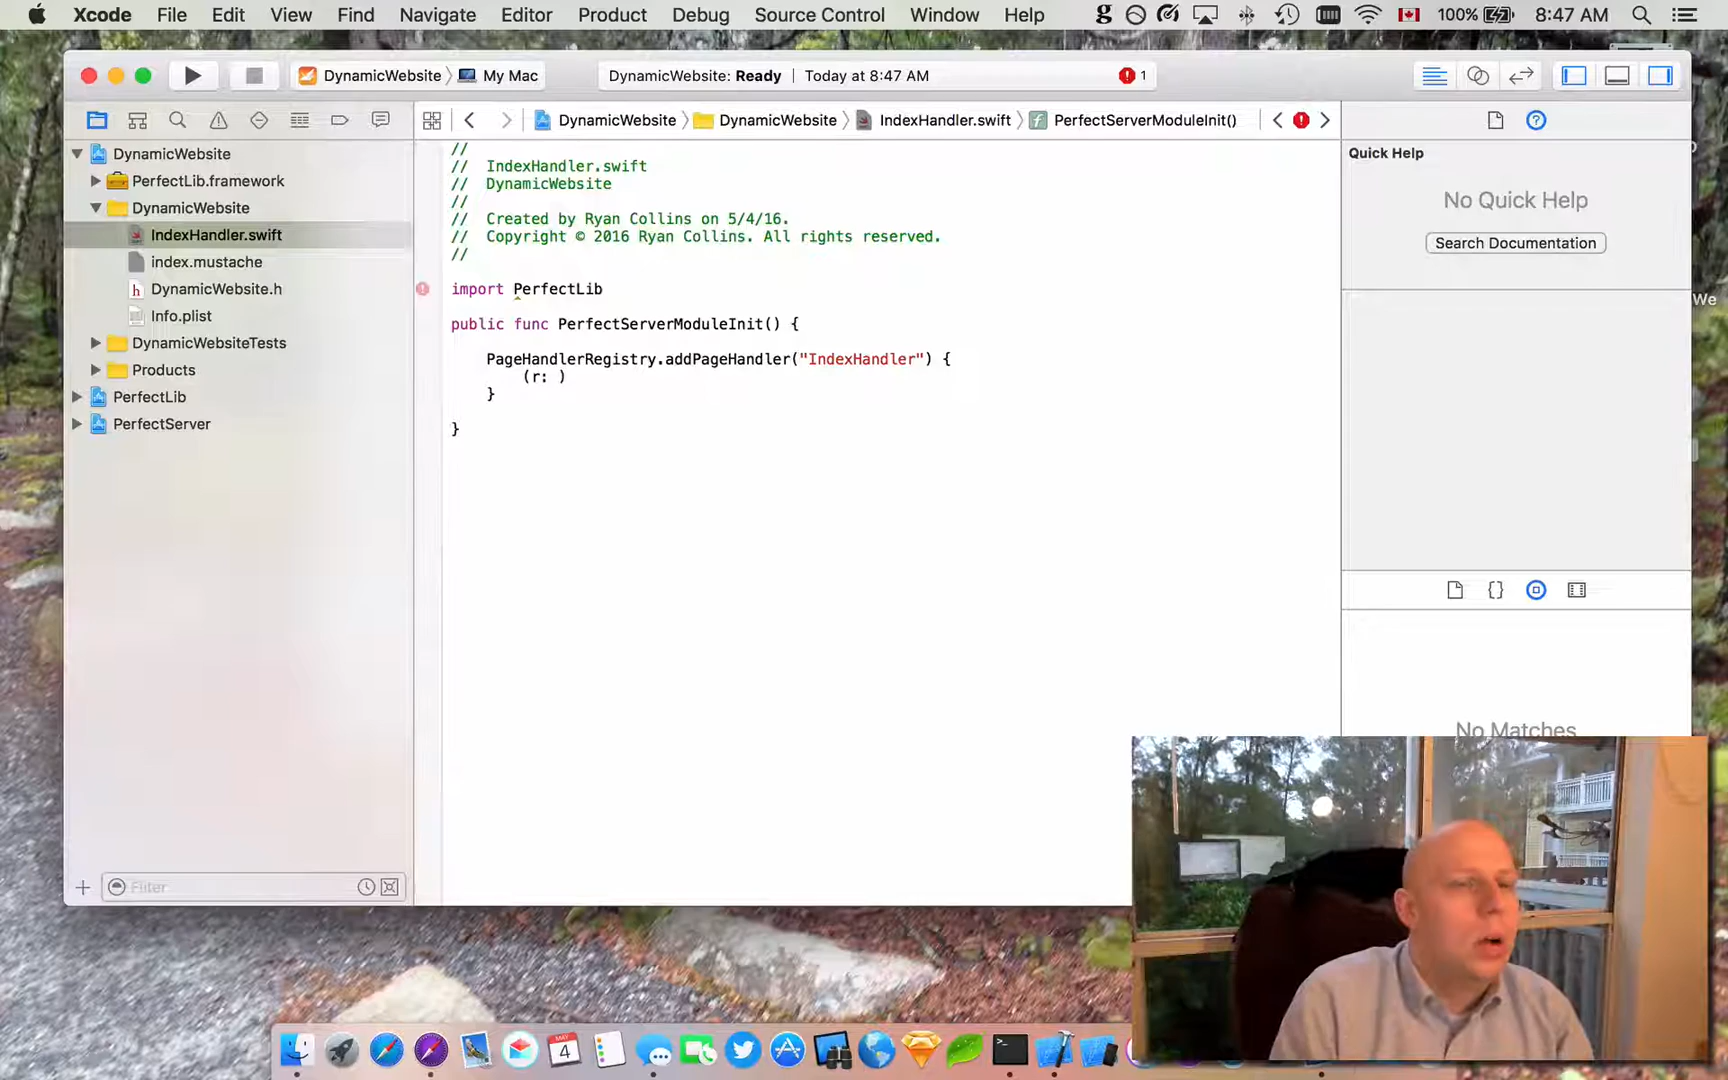 Xcode File Edit View Find Navigate Editor Product Debug Source Control Window Help 100% 8:47 AM
DynamicWebsite My Mac DynamicWebsite: Ready | Today at 8:47 AM 1
DynamicWebsite DynamicWebsite IndexHandler.swift PerfectServerModuleInit()
DynamicWebsite
PerfectLib.framework
DynamicWebsite
IndexHandler.swift
index.mustache
DynamicWebsite.h
Info.plist
DynamicWebsiteTests
Products
PerfectLib
PerfectServer
Filter
//
// IndexHandler.swift
// DynamicWebsite
//
// Created by Ryan Collins on 5/4/16.
// Copyright © 2016 Ryan Collins. All rights reserved.
//
import PerfectLib
public func PerfectServerModuleInit() {
PageHandlerRegistry.addPageHandler("IndexHandler") {
(r: )
}
}
Quick Help
No Quick Help
Search Documentation
No Matches
We
MAY
4